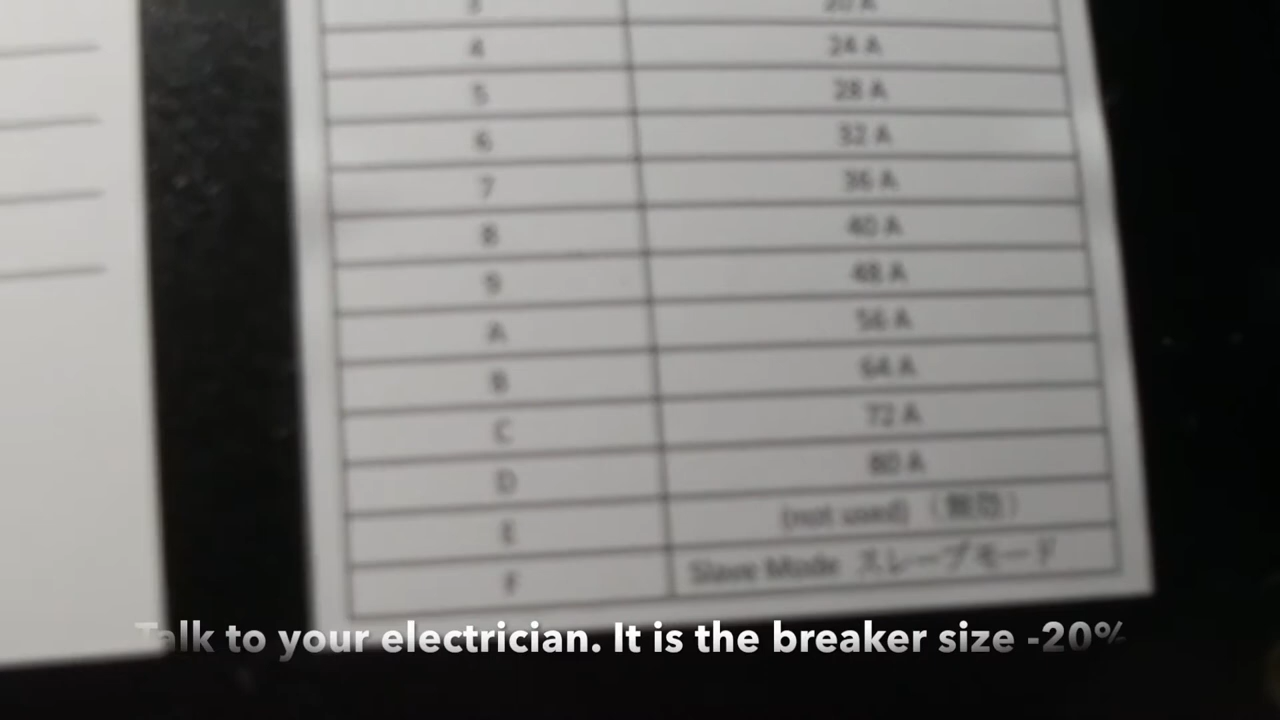 3 20 A
4 24 A
5 28 A
6 32 A
7 36 A
8 40 A
9 48 A
A 56 A
B 64 A
C 72 A
D 80 A
E (not used) （無効）
F Slave Mode スレーブモード
Talk to your electrician. It is the breaker size -20%